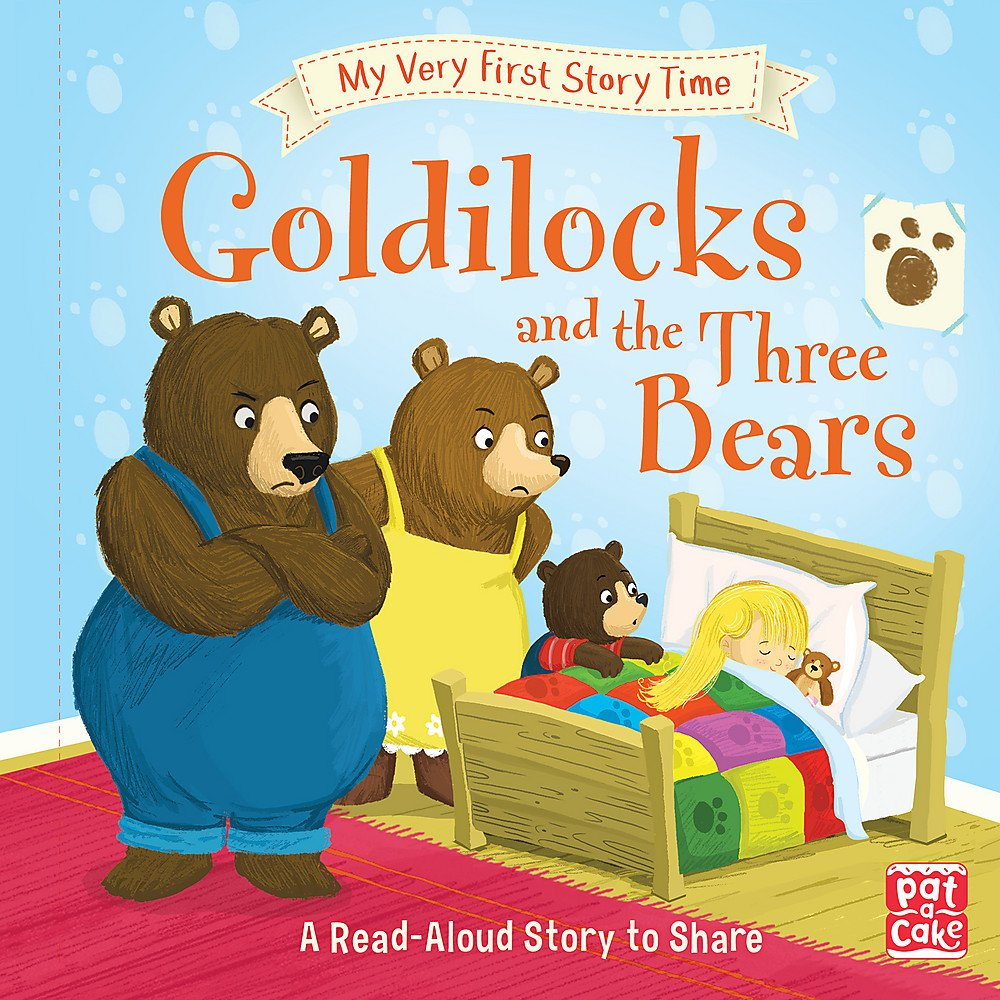 My Very First Story Time
Goldilocks
and the Three
Bears
A Read-Aloud Story to Share
pat
a
Cake